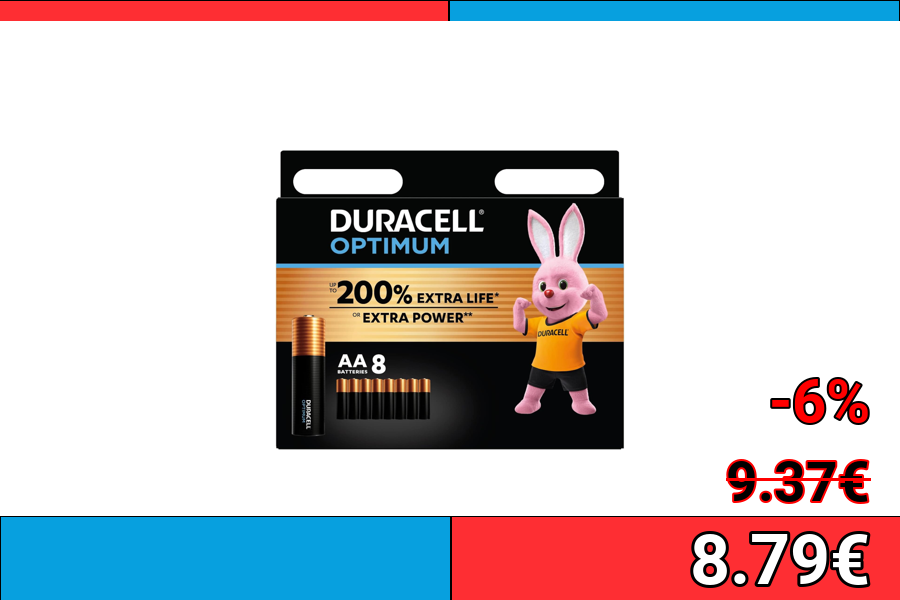 DURACELL®
OPTIMUM
UP TO 200% EXTRA LIFE*
OR EXTRA POWER**
DURACELL
AA 8
BATTERIES
DURACELL
OPTIMUM
-6%
9.37€
8.79€